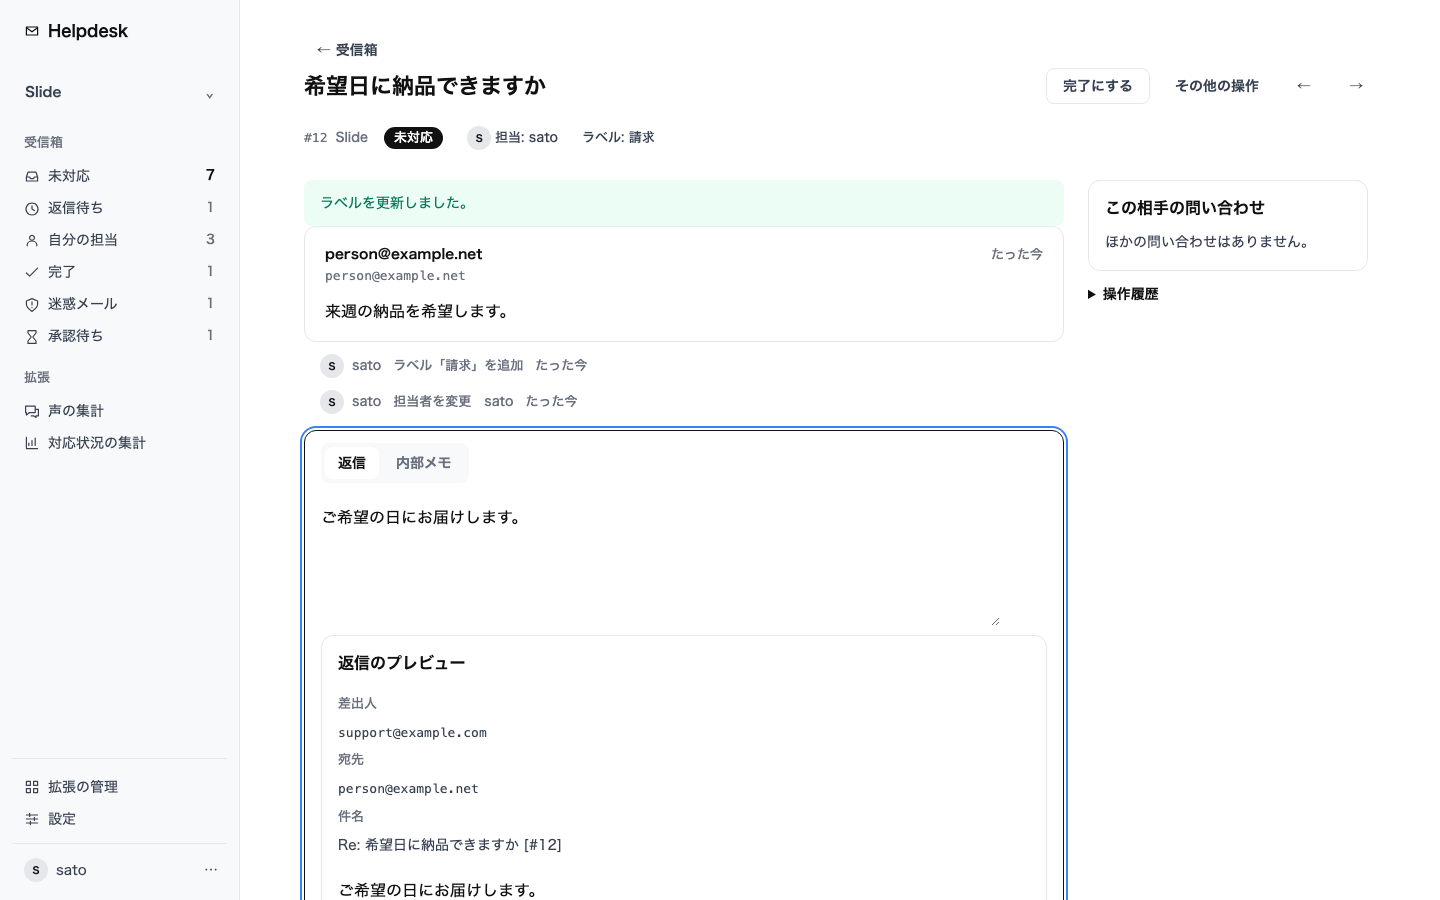 Helpdesk
Slide
受信箱
未対応 7
返信待ち 1
自分の担当 3
完了 1
迷惑メール 1
承認待ち 1
拡張
声の集計
対応状況の集計
拡張の管理
設定
S sato ...
← 受信箱
希望日に納品できますか
完了にする その他の操作 ← →
#12 Slide 未対応 S 担当: sato ラベル: 請求
ラベルを更新しました。
person@example.net たった今
person@example.net
来週の納品を希望します。
S sato ラベル「請求」を追加 たった今
S sato 担当者を変更 sato たった今
返信 内部メモ
ご希望の日にお届けします。
返信のプレビュー
差出人
support@example.com
宛先
person@example.net
件名
Re: 希望日に納品できますか [#12]
ご希望の日にお届けします。
この相手の問い合わせ
ほかの問い合わせはありません。
▶ 操作履歴